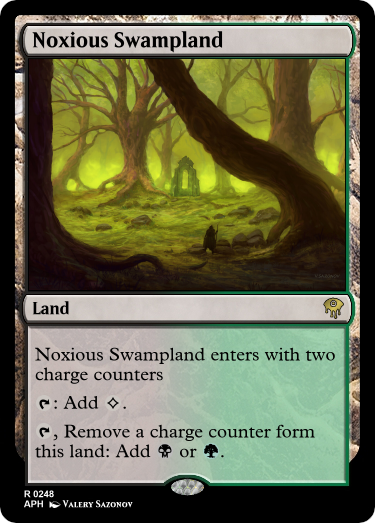 Noxious Swampland
Land
Noxious Swampland enters with two
charge counters
: Add .
, Remove a charge counter form
this land: Add or .
R 0248
APH Valery Sazonov